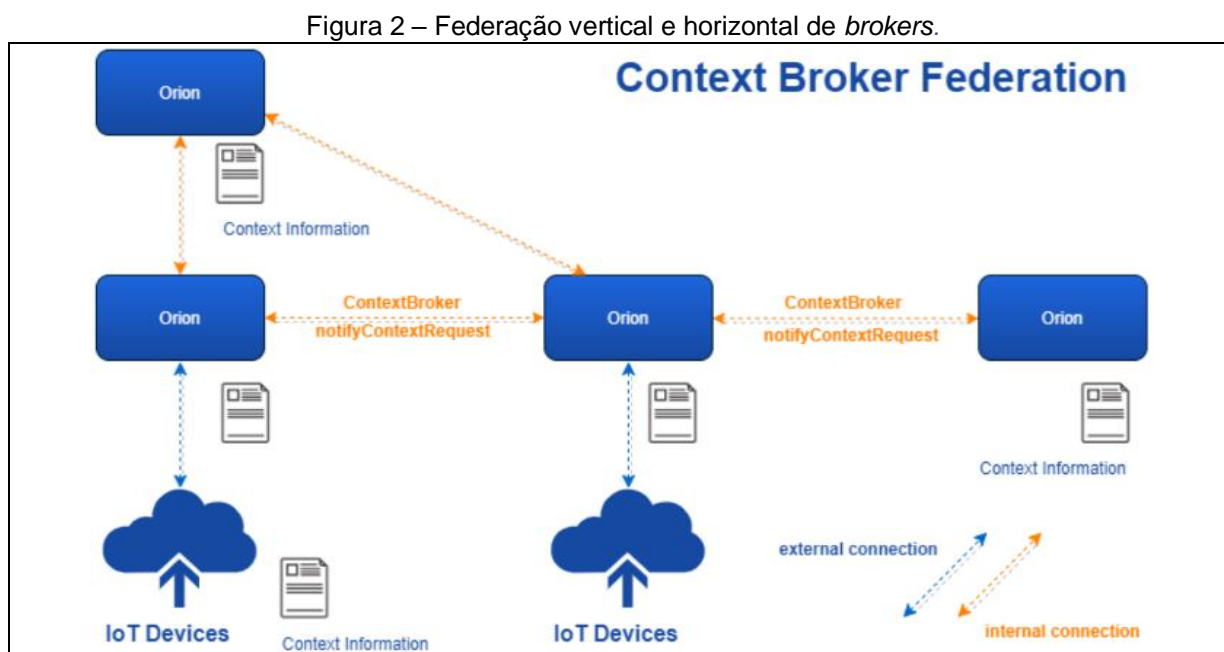 Figura 2 – Federação vertical e horizontal de brokers.
Context Broker Federation
Orion
Context Information
Orion
ContextBroker
notifyContextRequest
Orion
ContextBroker
notifyContextRequest
Orion
Context Information
external connection
IoT Devices
Context Information
IoT Devices
internal connection